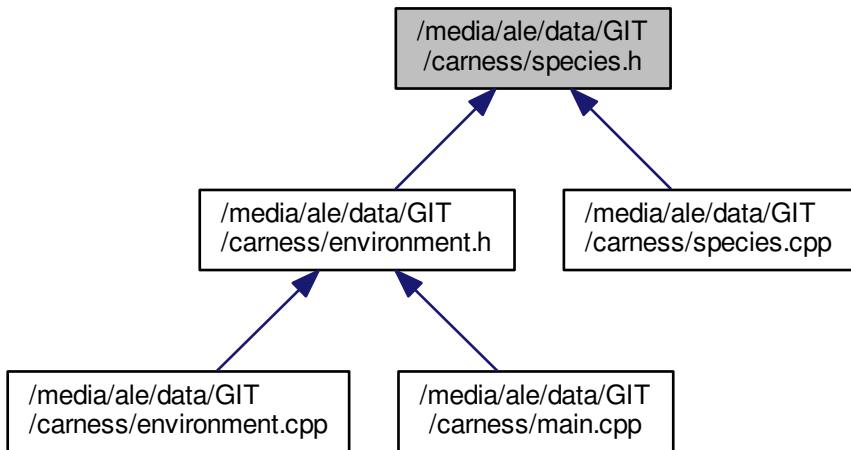 /media/ale/data/GIT
/carness/species.h
/media/ale/data/GIT
/carness/environment.h
/media/ale/data/GIT
/carness/species.cpp
/media/ale/data/GIT
/carness/environment.cpp
/media/ale/data/GIT
/carness/main.cpp